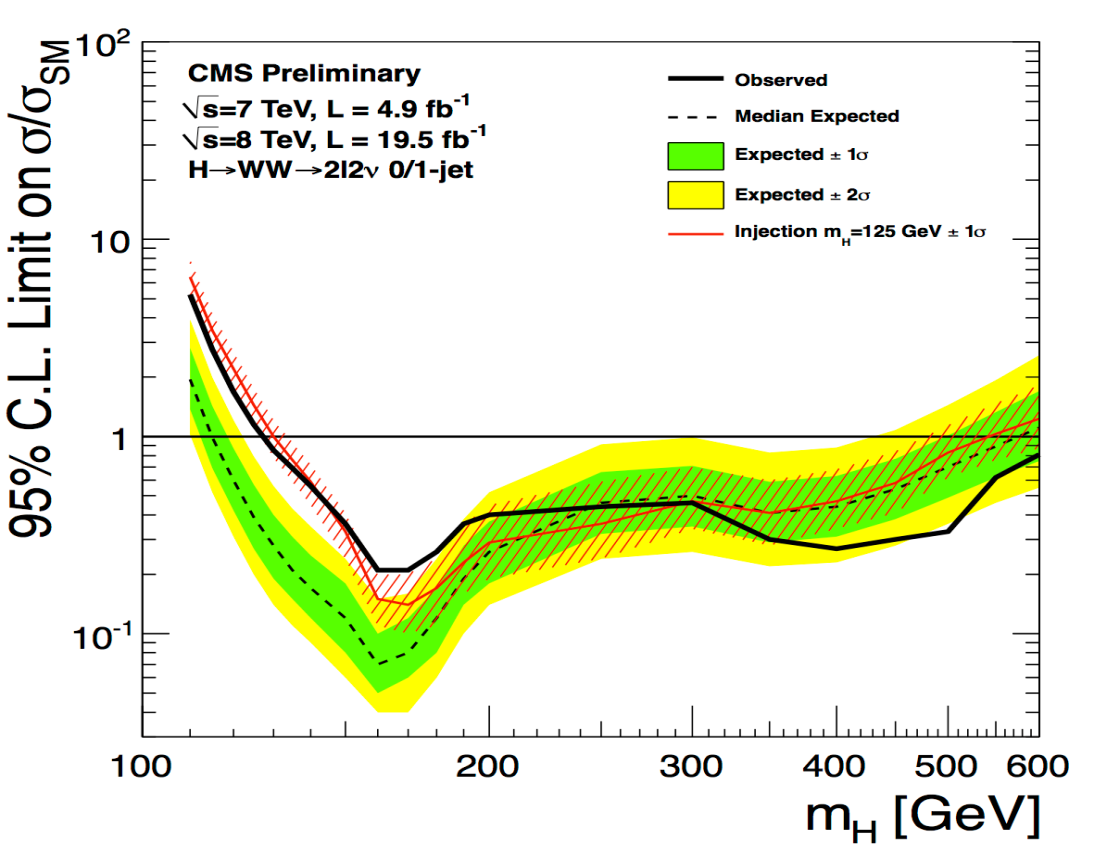 95% C.L. Limit on σ/σSM
10²
10
1
10⁻¹
CMS Preliminary
√s=7 TeV, L = 4.9 fb⁻¹
√s=8 TeV, L = 19.5 fb⁻¹
H→WW→2l2ν 0/1-jet
Observed
Median Expected
Expected ± 1σ
Expected ± 2σ
Injection mH=125 GeV ± 1σ
100 200 300 400 500 600
mH [GeV]